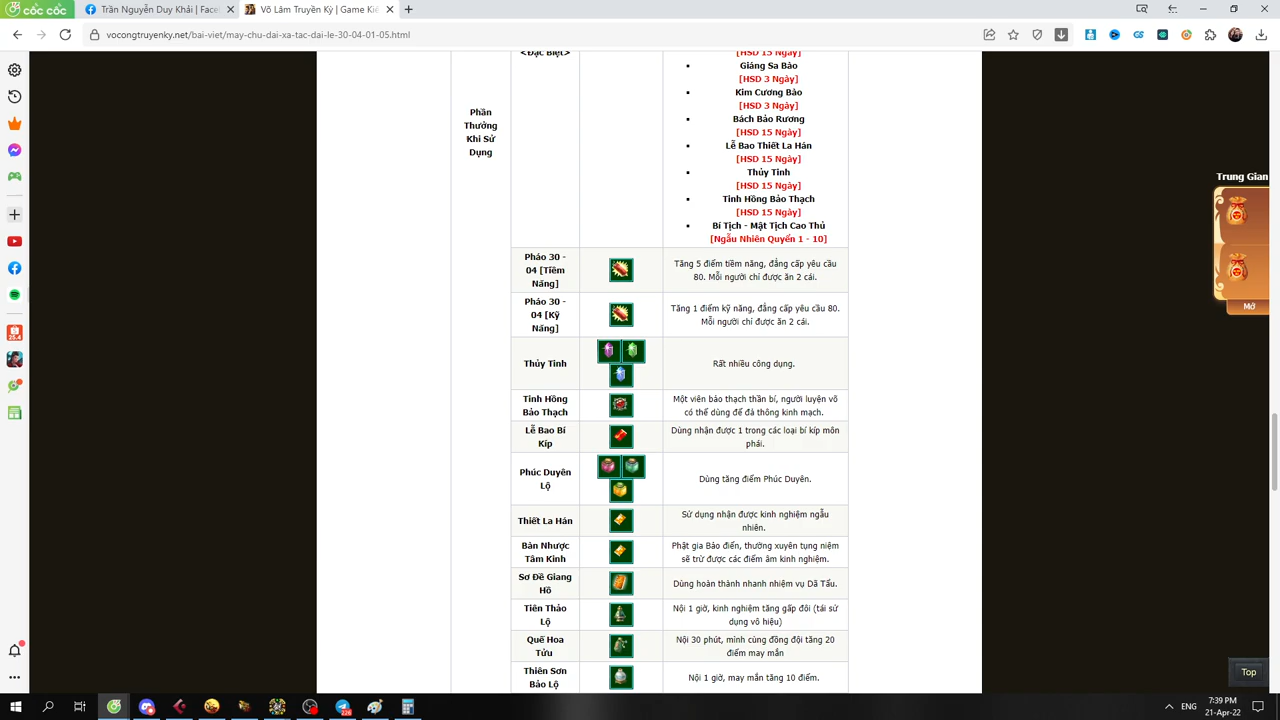 cốc cốc
Trần Nguyễn Duy Khải | Face
Võ Lâm Truyền Kỳ | Game Kiế
vocongtruyenky.net/bai-viet/may-chu-dai-xa-tac-dai-le-30-04-01-05.html
<Đặc Biệt>
[HSD 15 Ngày]
Giáng Sa Bào
[HSD 3 Ngày]
Kim Cương Bào
[HSD 3 Ngày]
Bách Bảo Rương
[HSD 15 Ngày]
Lễ Bao Thiết La Hán
[HSD 15 Ngày]
Thủy Tinh
[HSD 15 Ngày]
Tinh Hồng Bảo Thạch
[HSD 15 Ngày]
Bí Tịch - Mật Tịch Cao Thủ
[Ngẫu Nhiên Quyển 1 - 10]
Phần
Thưởng
Khi Sử
Dụng
Pháo 30 -
04 [Tiềm
Năng]
Tăng 5 điểm tiềm năng, đẳng cấp yêu cầu
80. Mỗi người chỉ được ăn 2 cái.
Pháo 30 -
04 [Kỹ
Năng]
Tăng 1 điểm kỹ năng, đẳng cấp yêu cầu 80.
Mỗi người chỉ được ăn 2 cái.
Thủy Tinh
Rất nhiều công dụng.
Tinh Hồng
Bảo Thạch
Một viên bảo thạch thần bí, người luyện võ
có thể dùng để đả thông kinh mạch.
Lễ Bao Bí
Kíp
Dùng nhận được 1 trong các loại bí kíp môn
phái.
Phúc Duyên
Lộ
Dùng tăng điểm Phúc Duyên.
Thiết La Hán
Sử dụng nhận được kinh nghiệm ngẫu
nhiên.
Bàn Nhược
Tâm Kinh
Phật gia Bảo điển, thường xuyên tụng niệm
sẽ trừ được các điểm âm kinh nghiệm.
Sơ Đề Giang
Hồ
Dùng hoàn thành nhanh nhiệm vụ Dã Tẩu.
Tiên Thảo
Lộ
Nội 1 giờ, kinh nghiệm tăng gấp đôi (tái sử
dụng vô hiệu)
Quế Hoa
Tửu
Nội 30 phút, mình cùng đồng đội tăng 20
điểm may mắn
Thiên Sơn
Bảo Lộ
Nội 1 giờ, may mắn tăng 10 điểm.
Trung Gian
Mở
Top
ENG
7:39 PM
21-Apr-22